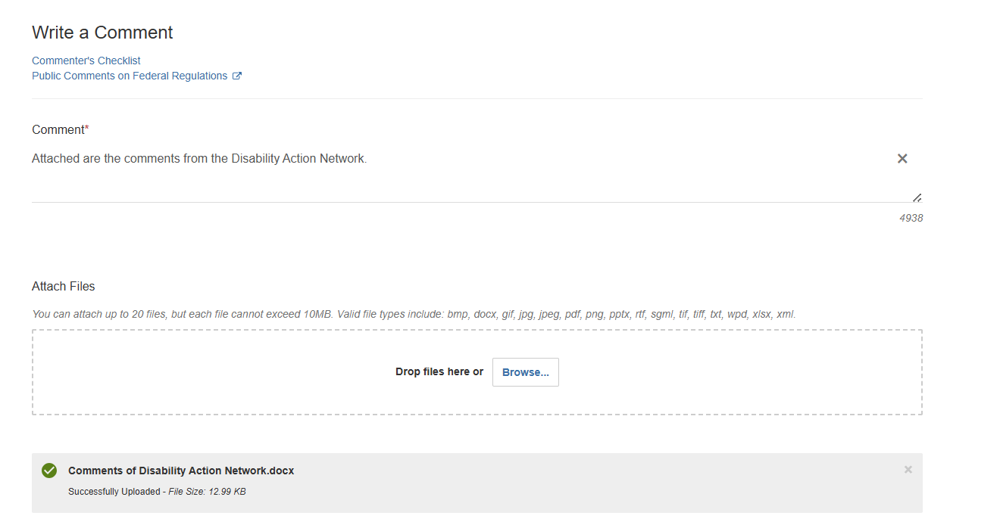 Write a Comment
Commenter's Checklist
Public Comments on Federal Regulations
Comment*
Attached are the comments from the Disability Action Network.
4938
Attach Files
You can attach up to 20 files, but each file cannot exceed 10MB. Valid file types include: bmp, docx, gif, jpg, jpeg, pdf, png, pptx, rtf, sgml, tif, tiff, txt, wpd, xlsx, xml.
Drop files here or Browse...
Comments of Disability Action Network.docx
Successfully Uploaded - File Size: 12.99 KB